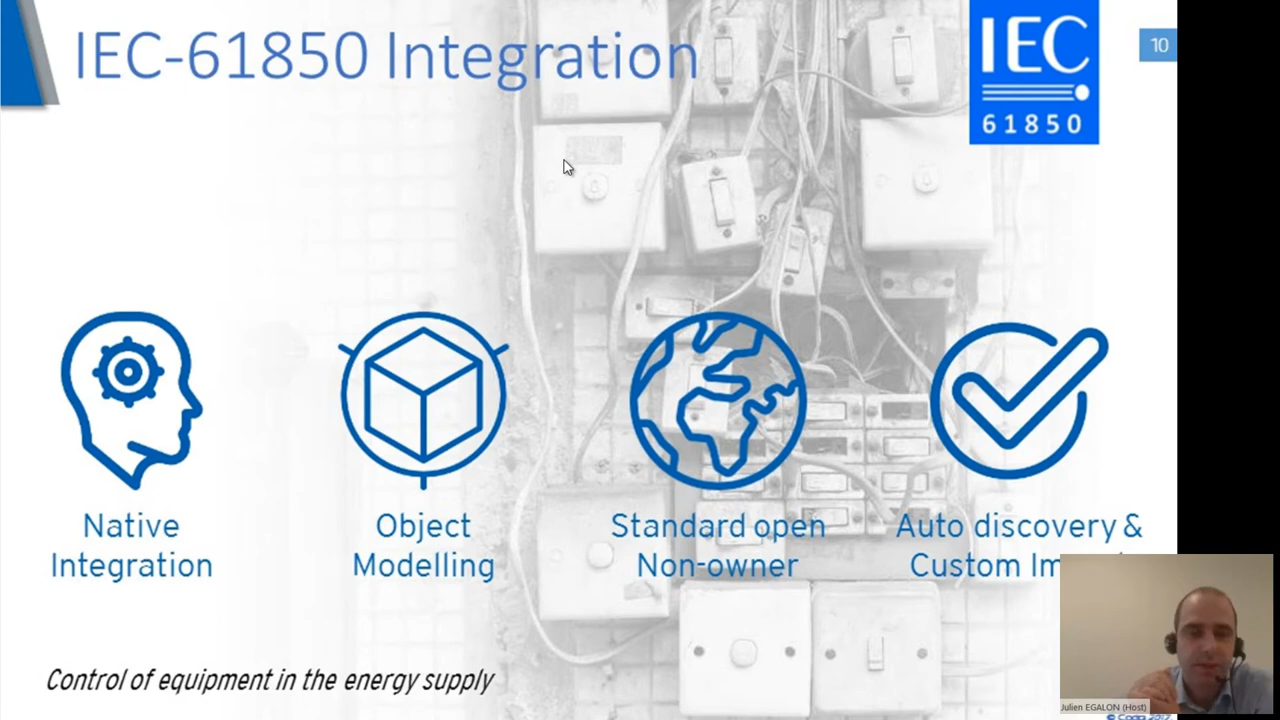 IEC-61850 Integration
IEC
61850
10
Native
Integration
Object
Modelling
Standard open
Non-owner
Auto discovery &
Custom
Control of equipment in the energy supply
Julien EGALON (Host)
©